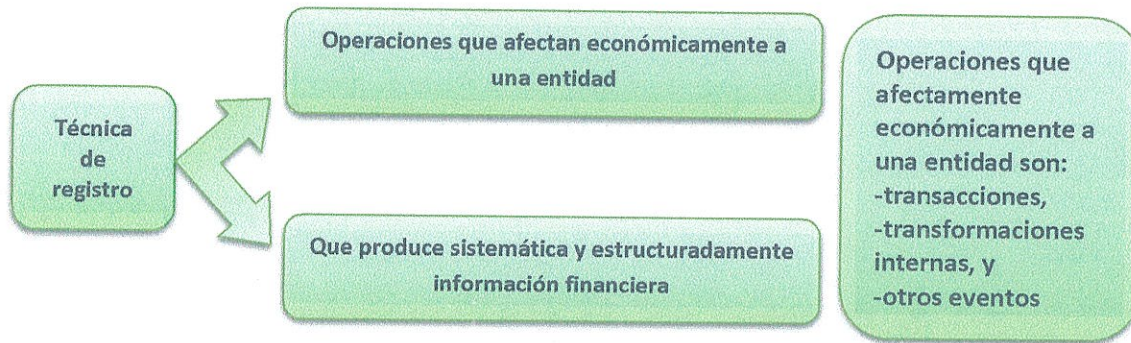 Técnica
de
registro
Operaciones que afectan económicamente a
una entidad
Que produce sistemática y estructuradamente
información financiera
Operaciones que
afectamente
económicamente a
una entidad son:
-transacciones,
-transformaciones
internas, y
-otros eventos